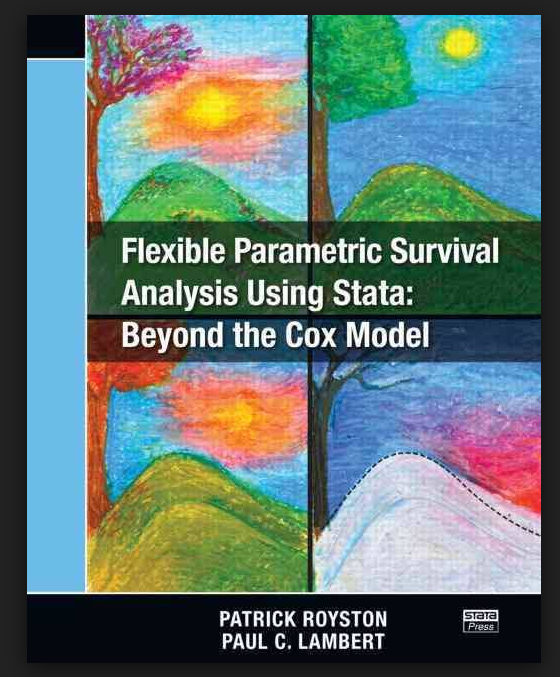 Flexible Parametric Survival
Analysis Using Stata:
Beyond the Cox Model
PATRICK ROYSTON
PAUL C. LAMBERT
stata
Press